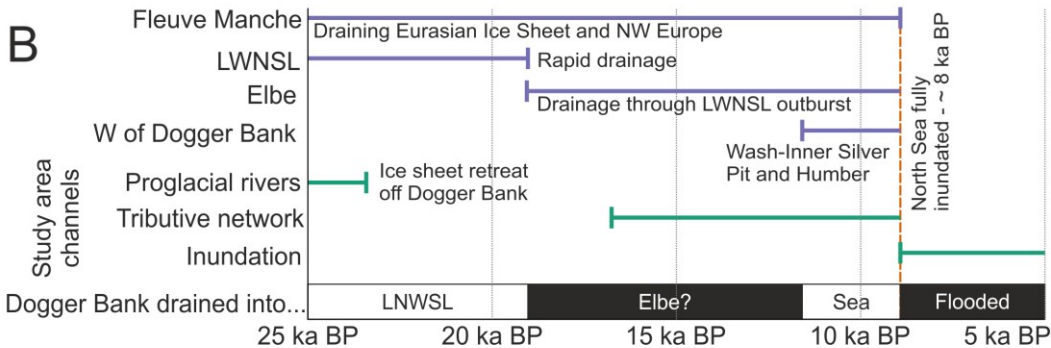 B
Fleuve Manche
Draining Eurasian Ice Sheet and NW Europe
LWNSL
Rapid drainage
Elbe
Drainage through LWNSL outburst
W of Dogger Bank
Wash-Inner Silver
Pit and Humber
North Sea fully
inundated - ~ 8 ka BP
Study area
channels
Proglacial rivers
Ice sheet retreat
off Dogger Bank
Tributive network
Inundation
Dogger Bank drained into...
LNWSL
Elbe?
Sea
Flooded
25 ka BP
20 ka BP
15 ka BP
10 ka BP
5 ka BP